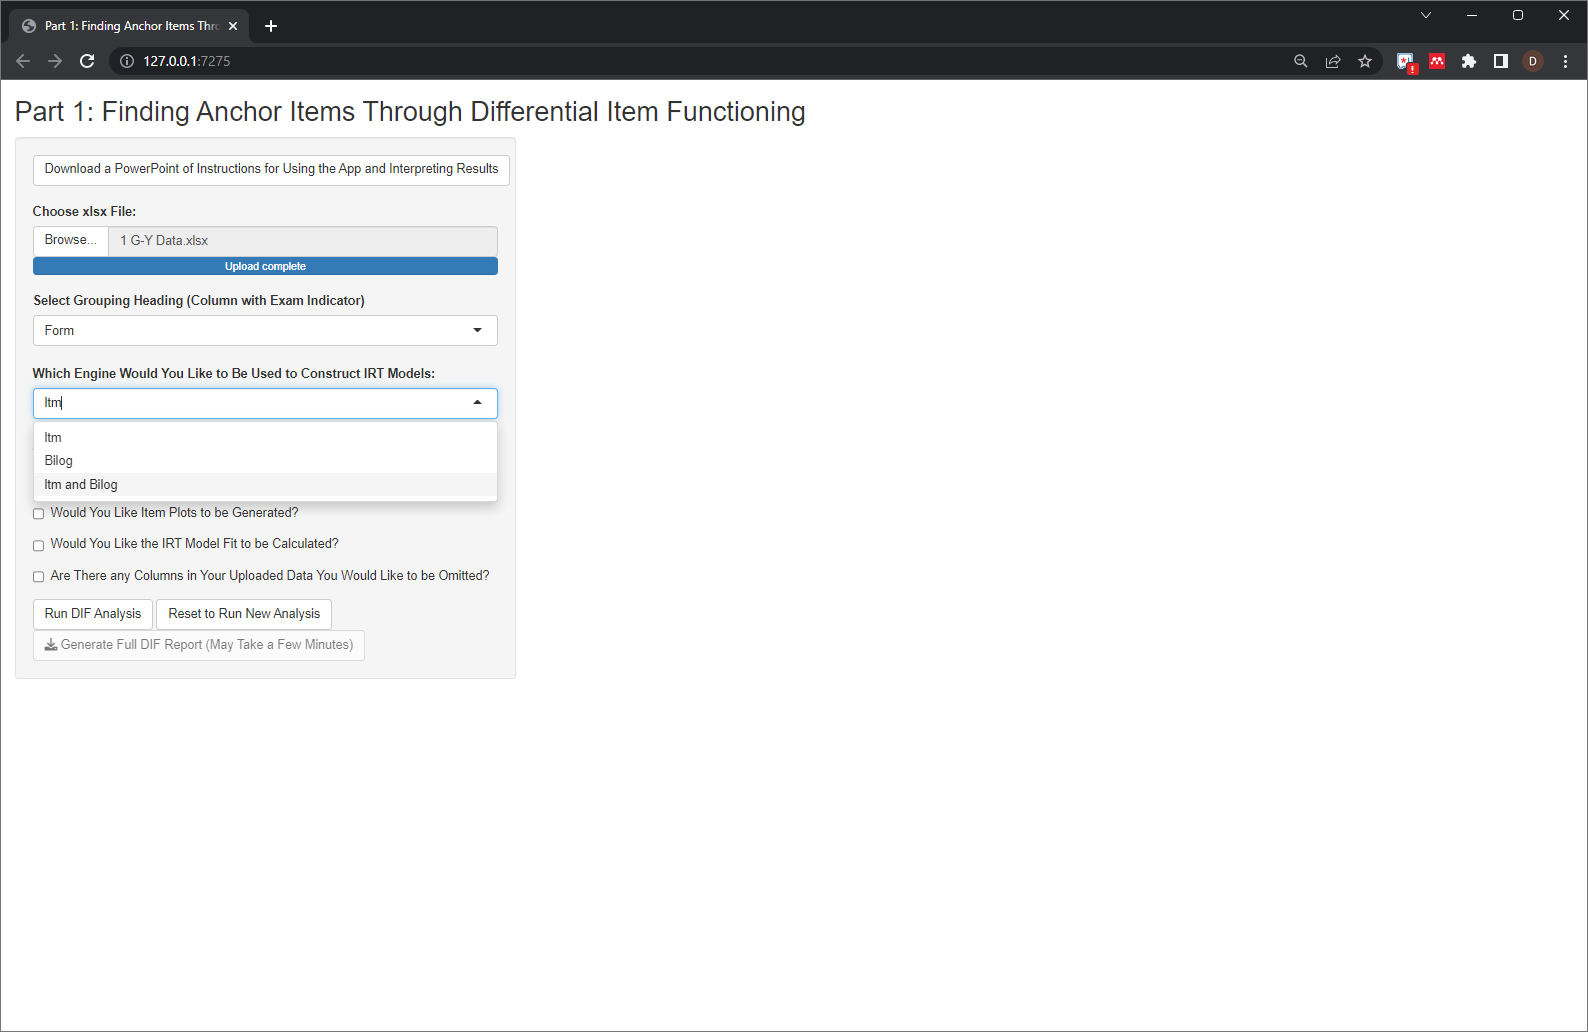 Part 1: Finding Anchor Items Thr
127.0.0.1:7275
D
Part 1: Finding Anchor Items Through Differential Item Functioning
Download a PowerPoint of Instructions for Using the App and Interpreting Results
Choose xlsx File:
Browse... 1 G-Y Data.xlsx
Upload complete
Select Grouping Heading (Column with Exam Indicator)
Form
Which Engine Would You Like to Be Used to Construct IRT Models:
ltm
ltm
Bilog
ltm and Bilog
Would You Like Item Plots to be Generated?
Would You Like the IRT Model Fit to be Calculated?
Are There any Columns in Your Uploaded Data You Would Like to be Omitted?
Run DIF Analysis Reset to Run New Analysis
Generate Full DIF Report (May Take a Few Minutes)